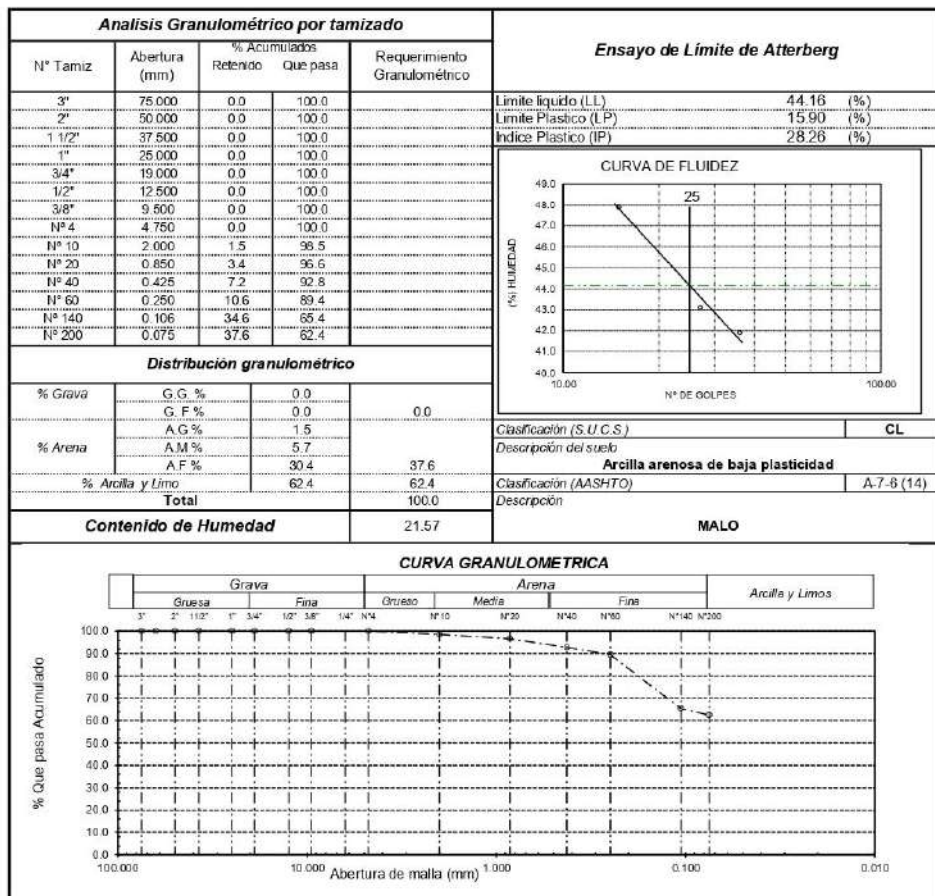 Analisis Granulométrico por tamizado
N° Tamiz Abertura (mm) % Acumulados Retenido Que pasa Requerimiento Granulométrico
3" 75.000 0.0 100.0
2" 50.000 0.0 100.0
1 1/2" 37.500 0.0 100.0
1" 25.000 0.0 100.0
3/4" 19.000 0.0 100.0
1/2" 12.500 0.0 100.0
3/8" 9.500 0.0 100.0
Nª 4 4.750 0.0 100.0
Nª 10 2.000 1.5 98.5
Nª 20 0.850 3.4 96.6
Nª 40 0.425 7.2 92.8
N° 60 0.250 10.6 89.4
Nª 140 0.106 34.6 65.4
N° 200 0.075 37.6 62.4
Distribución granulométrico
% Grava G.G. % 0.0
G. F % 0.0 0.0
A.G % 1.5
% Arena A.M % 5.7
A.F % 30.4 37.6
% Arcilla y Limo 62.4 62.4
Total 100.0
Contenido de Humedad 21.57
Ensayo de Límite de Atterberg
Limite liquido (LL) 44.16 (%)
Limite Plastico (LP) 15.90 (%)
Indice Plastico (IP) 28.26 (%)
CURVA DE FLUIDEZ
25
(%) HUMEDAD
49.0
48.0
47.0
46.0
45.0
44.0
43.0
42.0
41.0
40.0
10.00 100.00
N° DE GOLPES
Clasificación (S.U.C.S.) CL
Descripción del suelo
Arcilla arenosa de baja plasticidad
Clasificación (AASHTO) A-7-6 (14)
Descripción
MALO
CURVA GRANULOMETRICA
Grava Arena Arcilla y Limos
Gruesa Fina Grueso Media Fina
3" 2" 11/2" 1" 3/4" 1/2" 3/8" 1/4" N°4 N°10 N°20 N°40 N°60 N°140 N°200
% Que pasa Acumulado
100.0
90.0
80.0
70.0
60.0
50.0
40.0
30.0
20.0
10.0
0.0
100.000 10.000 1.000 0.100 0.010
Abertura de malla (mm)